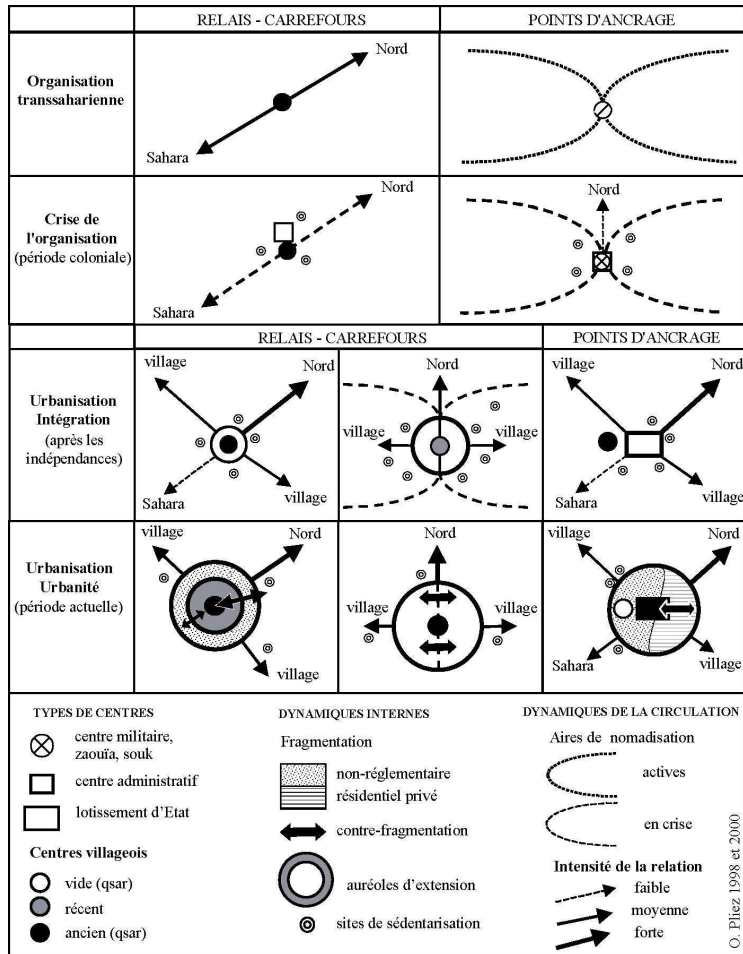 RELAIS - CARREFOURS
POINTS D'ANCRAGE
Organisation
transsaharienne
Nord
Sahara
Crise de
l'organisation
(période coloniale)
Nord
Sahara
Nord
RELAIS - CARREFOURS
POINTS D'ANCRAGE
Urbanisation
Intégration
(après les
indépendances)
village
Nord
Sahara
village
Nord
village
village
village
Nord
Sahara
village
Urbanisation
Urbanité
(période actuelle)
village
Nord
village
Nord
village
village
village
Nord
Sahara
village
TYPES DE CENTRES
centre militaire,
zaouïa, souk
centre administratif
lotissement d'Etat
Centres villageois
vide (qsar)
récent
ancien (qsar)
DYNAMIQUES INTERNES
Fragmentation
non-réglementaire
résidentiel privé
contre-fragmentation
auréoles d'extension
sites de sédentarisation
DYNAMIQUES DE LA CIRCULATION
Aires de nomadisation
actives
en crise
Intensité de la relation
faible
moyenne
forte
O. Pliez 1998 et 2000